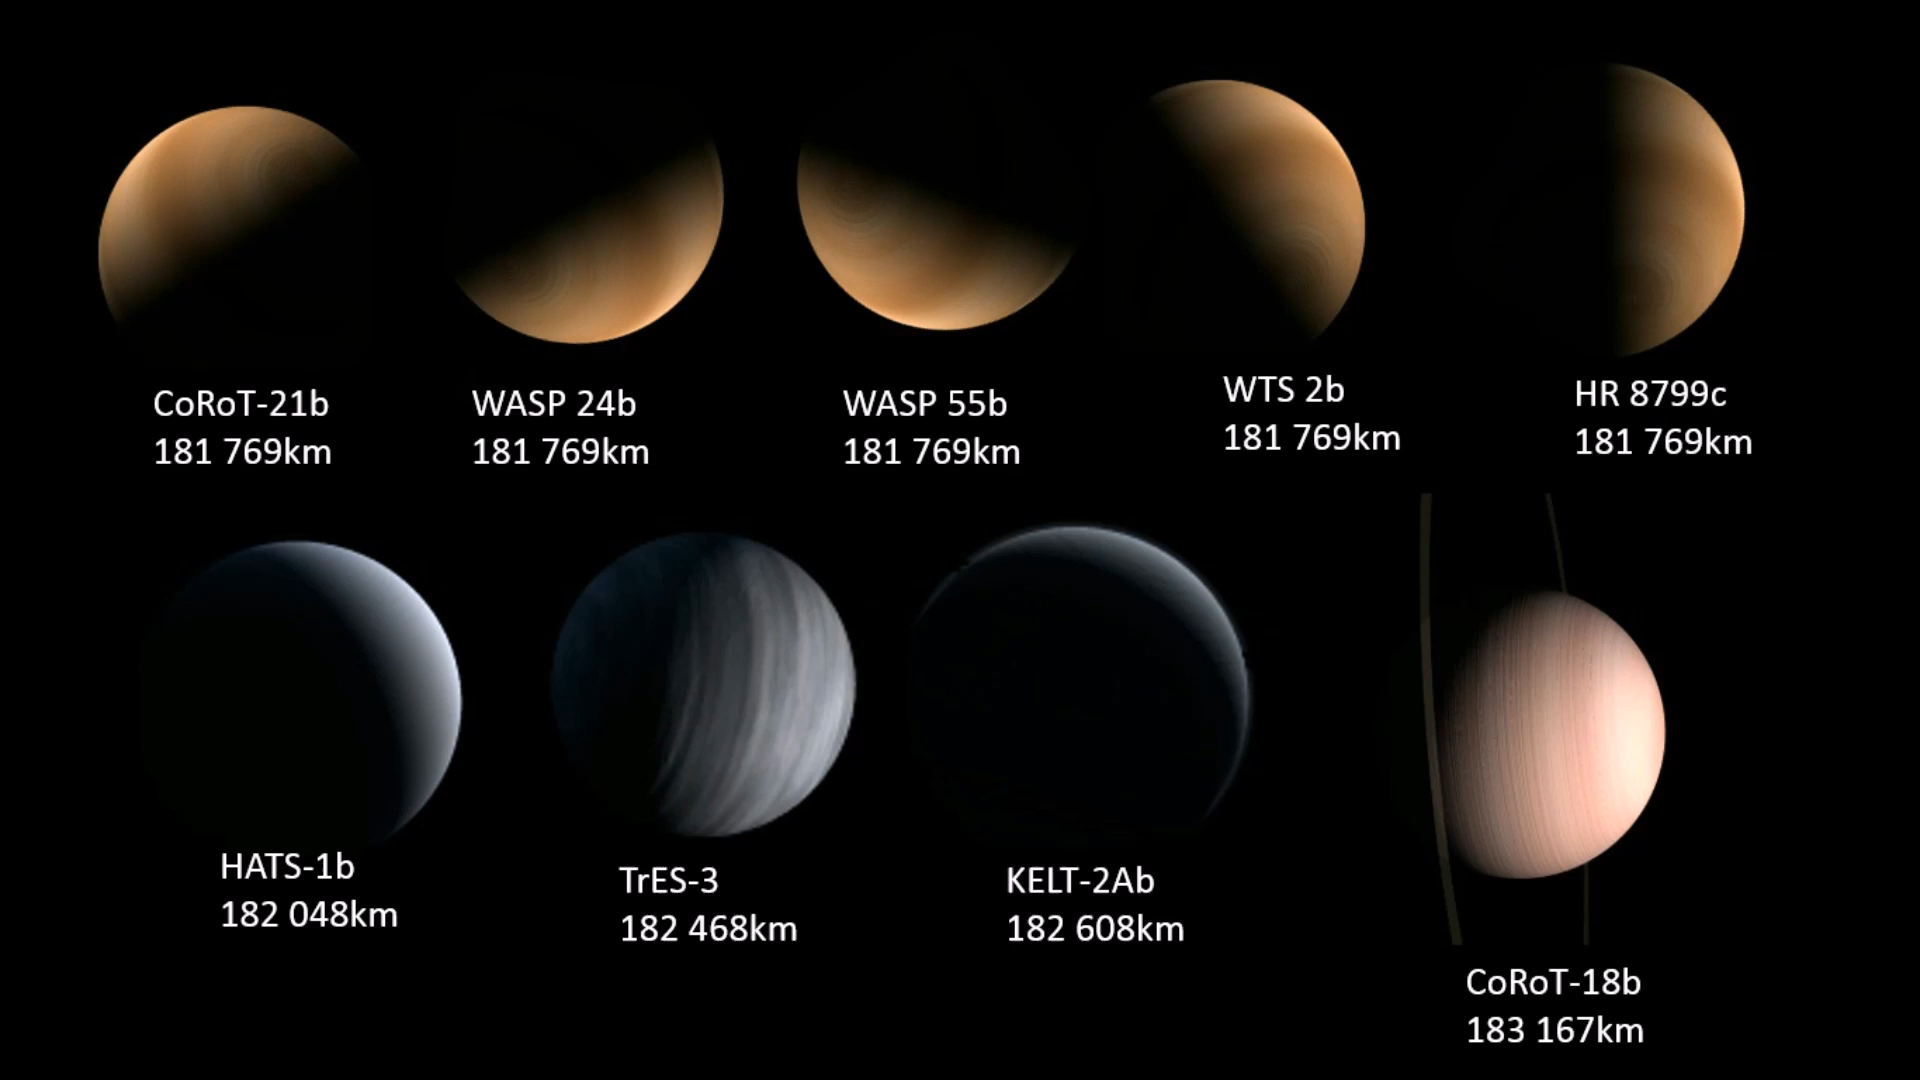 CoRoT-21b
181 769km
WASP 24b
181 769km
WASP 55b
181 769km
WTS 2b
181 769km
HR 8799c
181 769km
HATS-1b
182 048km
TrES-3
182 468km
KELT-2Ab
182 608km
CoRoT-18b
183 167km